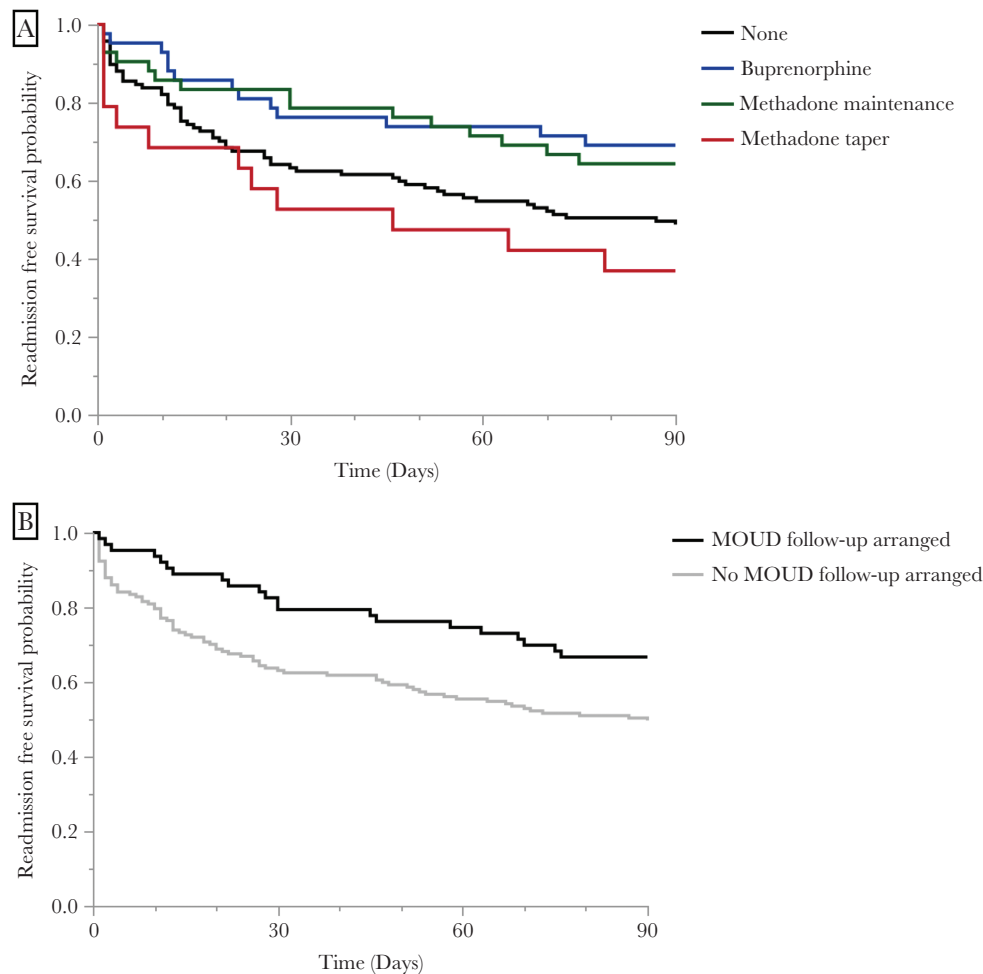 A
Readmission free survival probability
1.0
0.8
0.6
0.4
0.2
0.0
0 30 60 90
Time (Days)
None
Buprenorphine
Methadone maintenance
Methadone taper
B
Readmission free survival probability
1.0
0.8
0.6
0.4
0.2
0.0
0 30 60 90
Time (Days)
MOUD follow-up arranged
No MOUD follow-up arranged